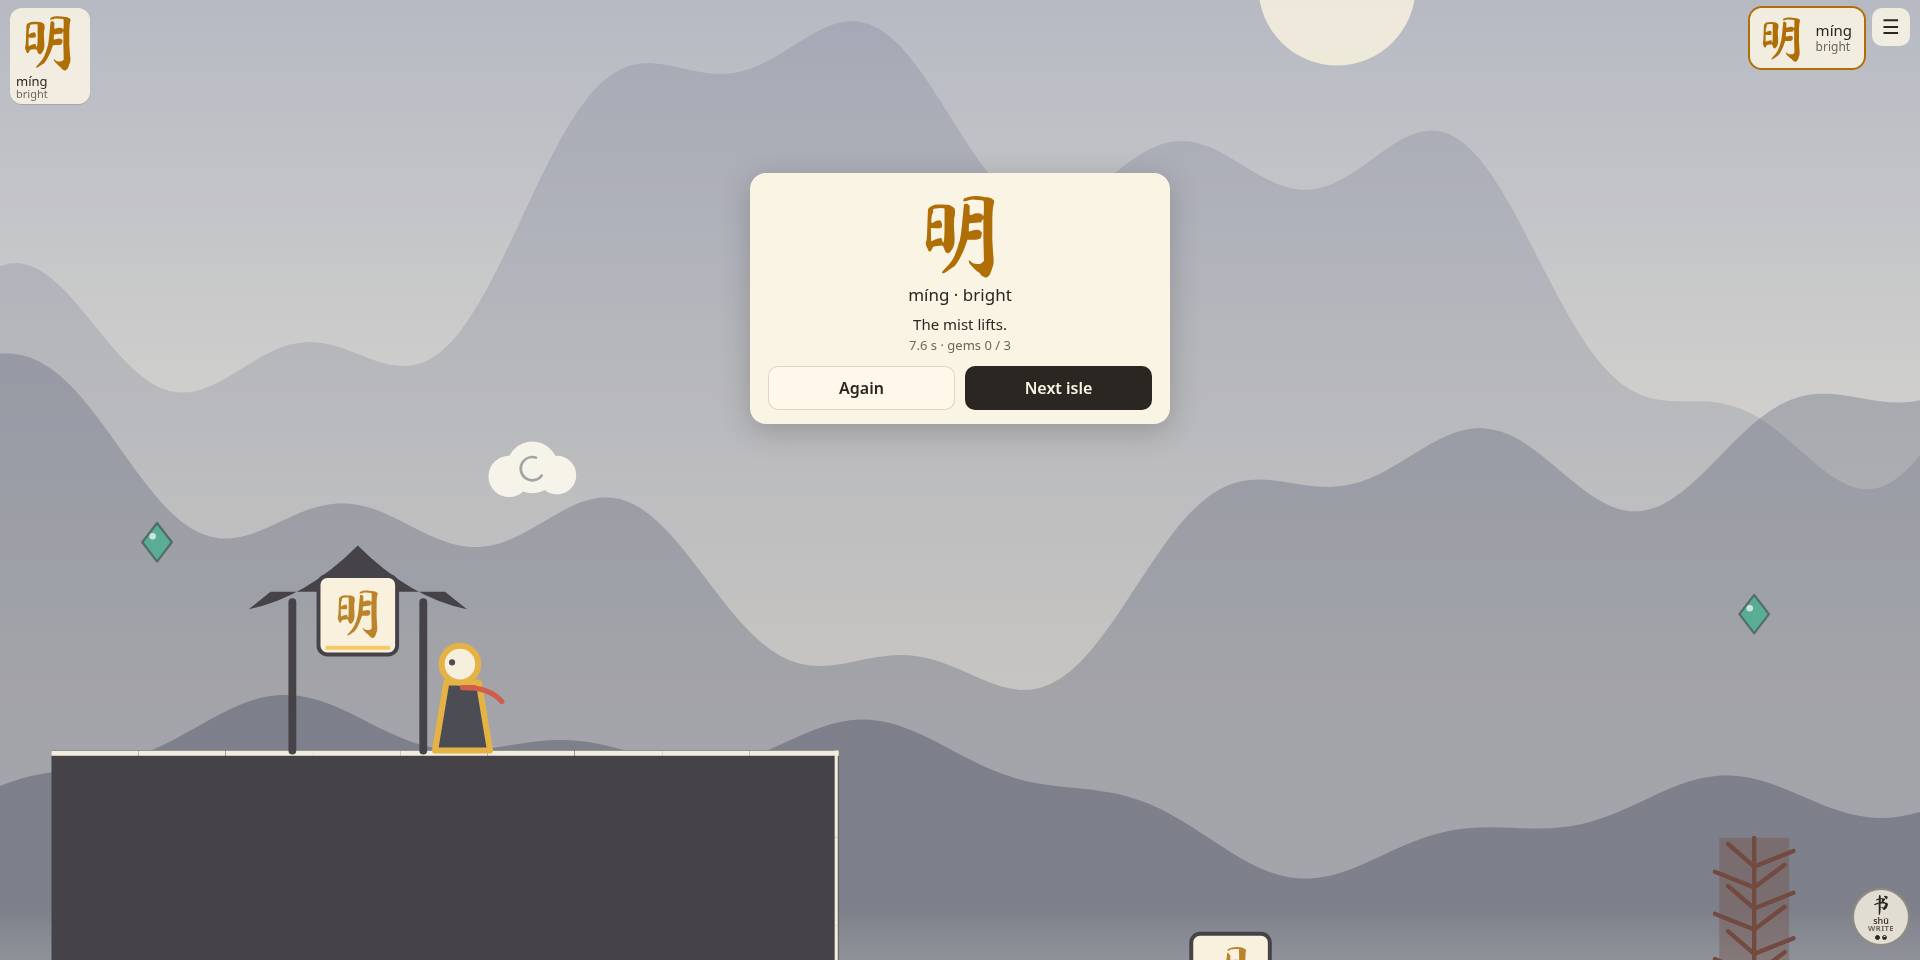 明
míng
bright
明
míng
bright
☰
明
míng · bright
The mist lifts.
7.6 s · gems 0 / 3
Again
Next isle
明
书
shū
WRITE